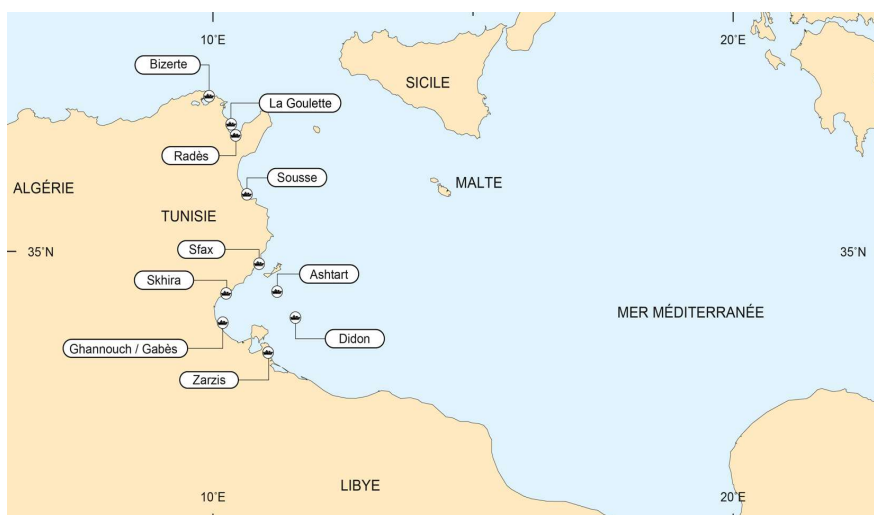 10˚E
20˚E
Bizerte
SICILE
La Goulette
Radès
Sousse
ALGÉRIE
MALTE
TUNISIE
35˚N
Sfax
35˚N
Ashtart
Skhira
MER MÉDITERRANÉE
Didon
Ghannouch / Gabès
Zarzis
LIBYE
10˚E
20˚E